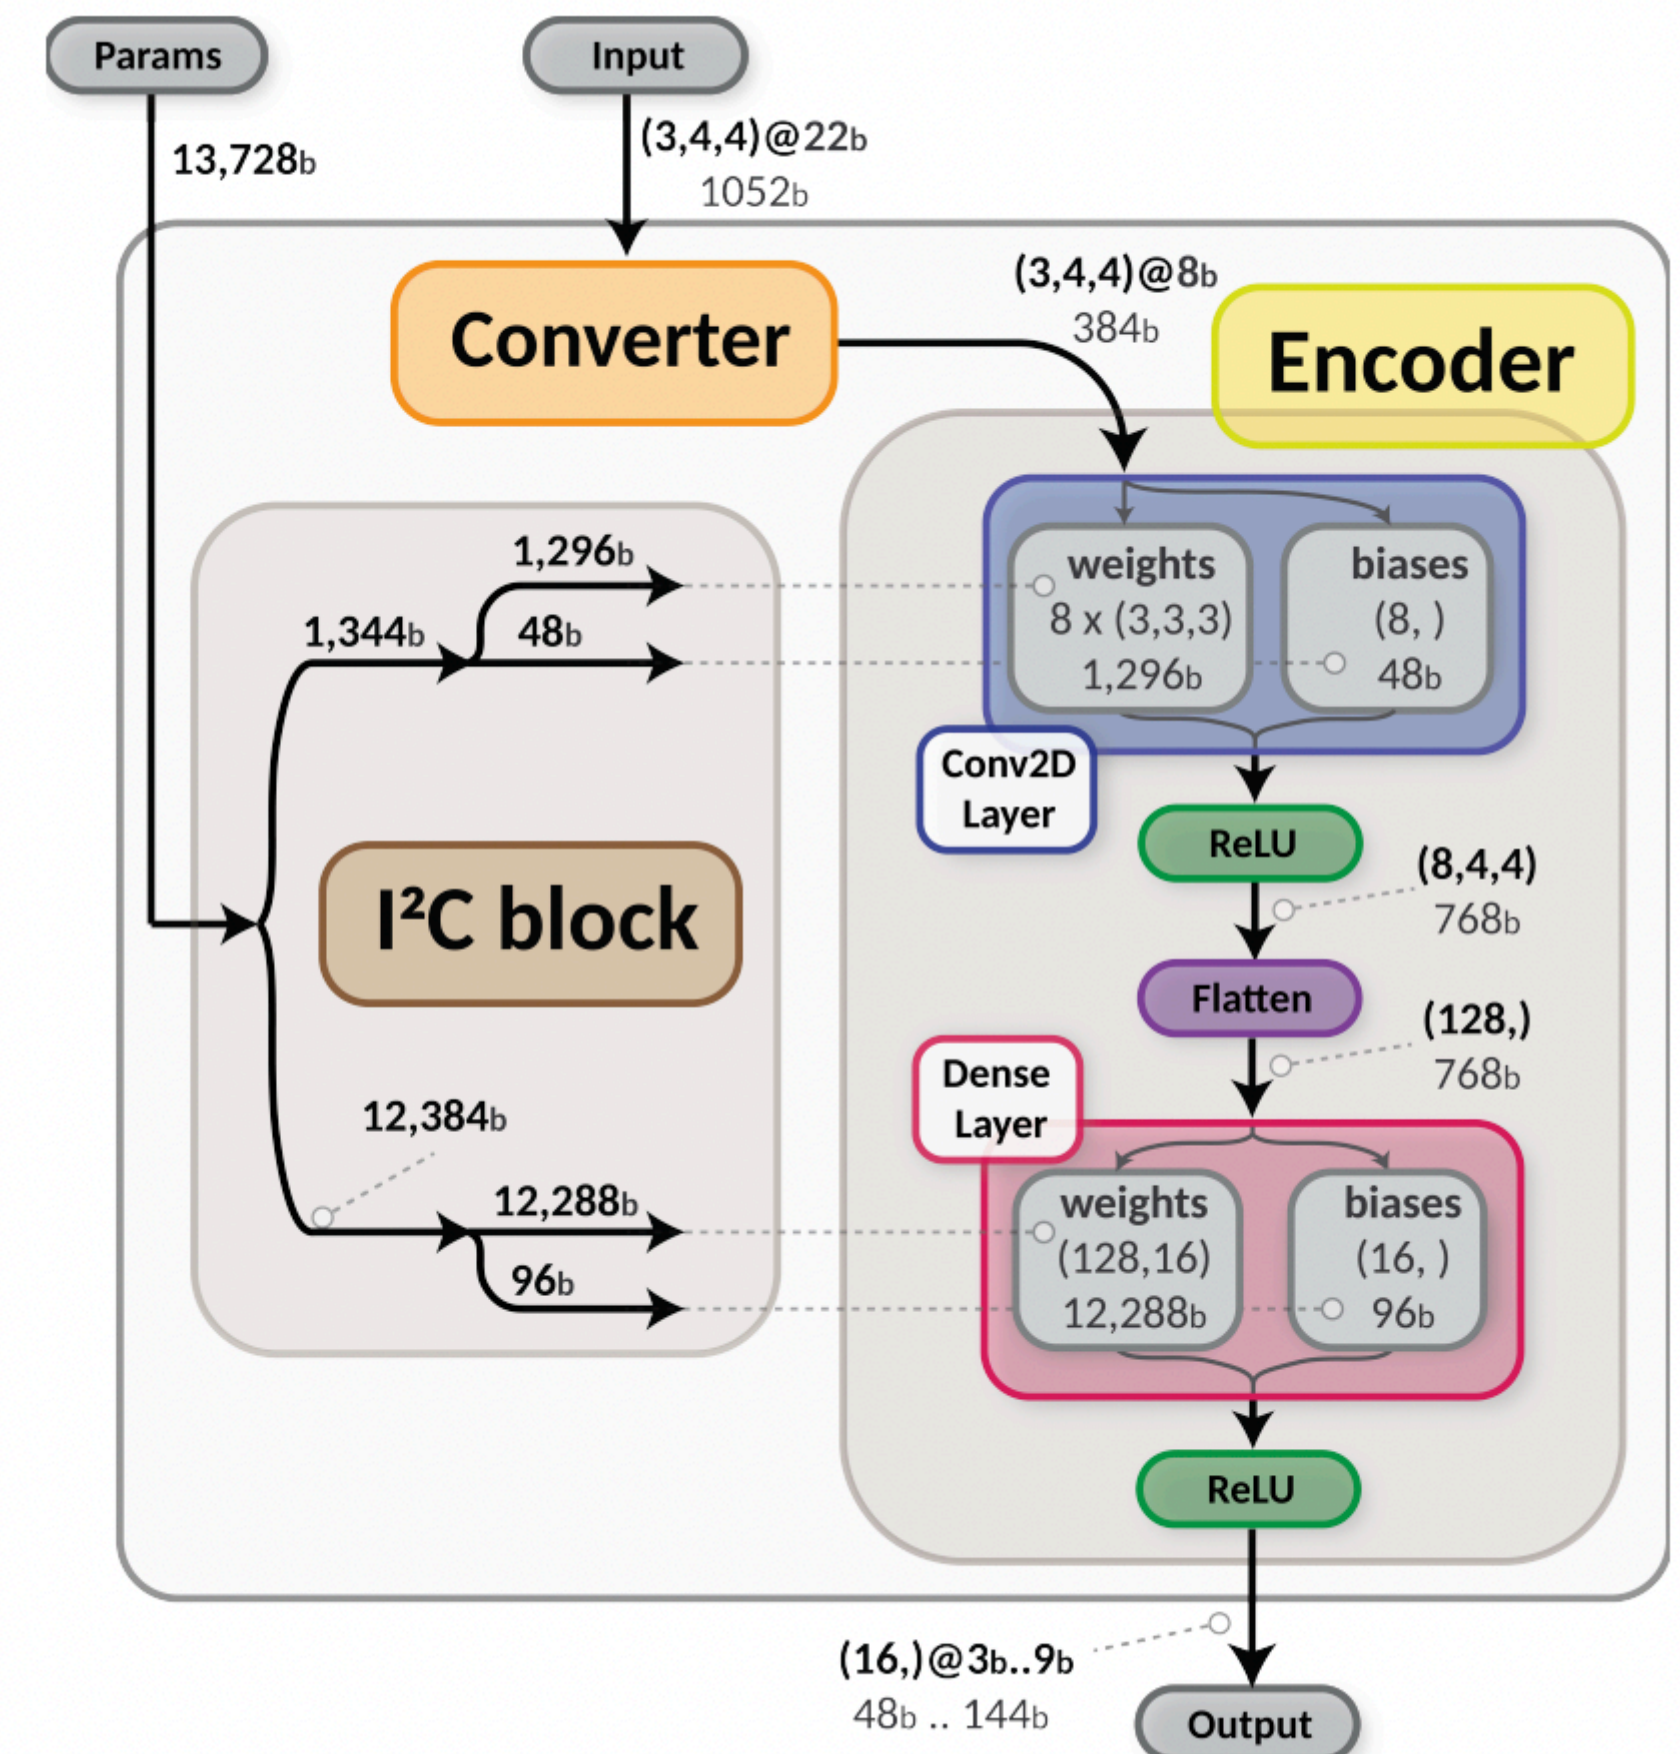 Params
Input
13,728b
(3,4,4)@22b
1052b
Converter
(3,4,4)@8b
384b
Encoder
1,296b
1,344b
48b
weights
8 x (3,3,3)
1,296b
biases
(8, )
48b
Conv2D
Layer
ReLU
(8,4,4)
768b
I²C block
Flatten
(128,)
768b
Dense
Layer
12,384b
12,288b
96b
weights
(128,16)
12,288b
biases
(16, )
96b
ReLU
(16,)@3b..9b
48b .. 144b
Output